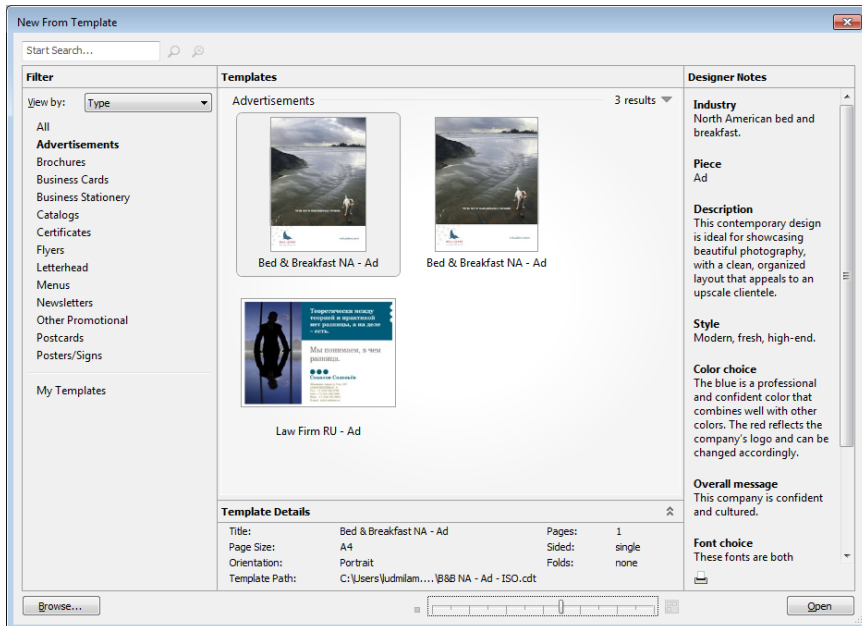 New From Template
Start Search...
Filter
View by: Type
All
Advertisements
Brochures
Business Cards
Business Stationery
Catalogs
Certificates
Flyers
Letterhead
Menus
Newsletters
Other Promotional
Postcards
Posters/Signs
My Templates
Templates
Advertisements 3 results
Bed & Breakfast NA - Ad
Bed & Breakfast NA - Ad
Теоретически между
теорией и практикой
нет разницы, а на деле
- есть.
Мы понимаем, в чем
разница.
Law Firm RU - Ad
Template Details
Title: Bed & Breakfast NA - Ad Pages: 1
Page Size: A4 Sided: single
Orientation: Portrait Folds: none
Template Path: C:\Users\ludmilam....\B&B NA - Ad - ISO.cdt
Designer Notes
Industry
North American bed and
breakfast.
Piece
Ad
Description
This contemporary design
is ideal for showcasing
beautiful photography,
with a clean, organized
layout that appeals to an
upscale clientele.
Style
Modern, fresh, high-end.
Color choice
The blue is a professional
and confident color that
combines well with other
colors. The red reflects the
company's logo and can be
changed accordingly.
Overall message
This company is confident
and cultured.
Font choice
These fonts are both
Browse...
Open